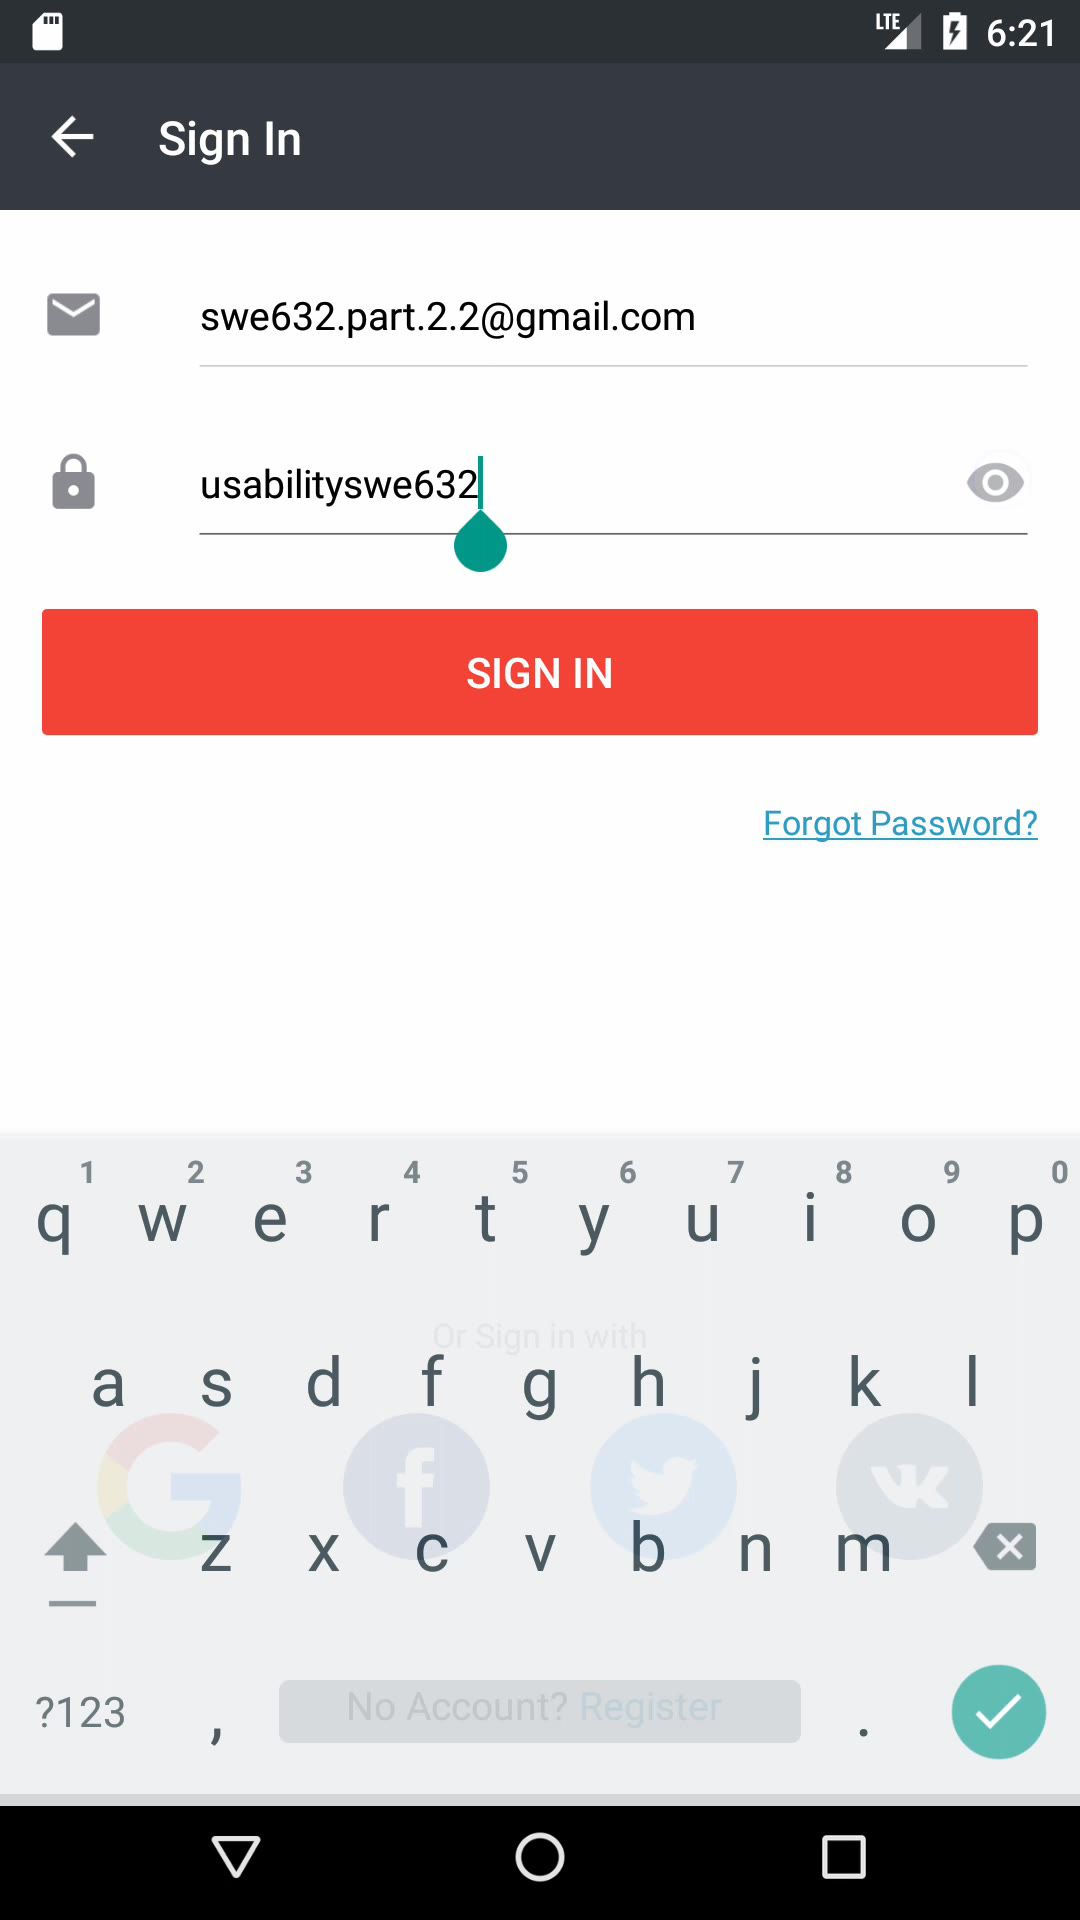 LTE 6:21
Sign In
swe632.part.2.2@gmail.com
usabilityswe632
SIGN IN
Forgot Password?
1 2 3 4 5 6 7 8 9 0
q w e r t y u i o p
Or Sign in with
a s d f g h j k l
z x c v b n m
?123 , No Account? Register .